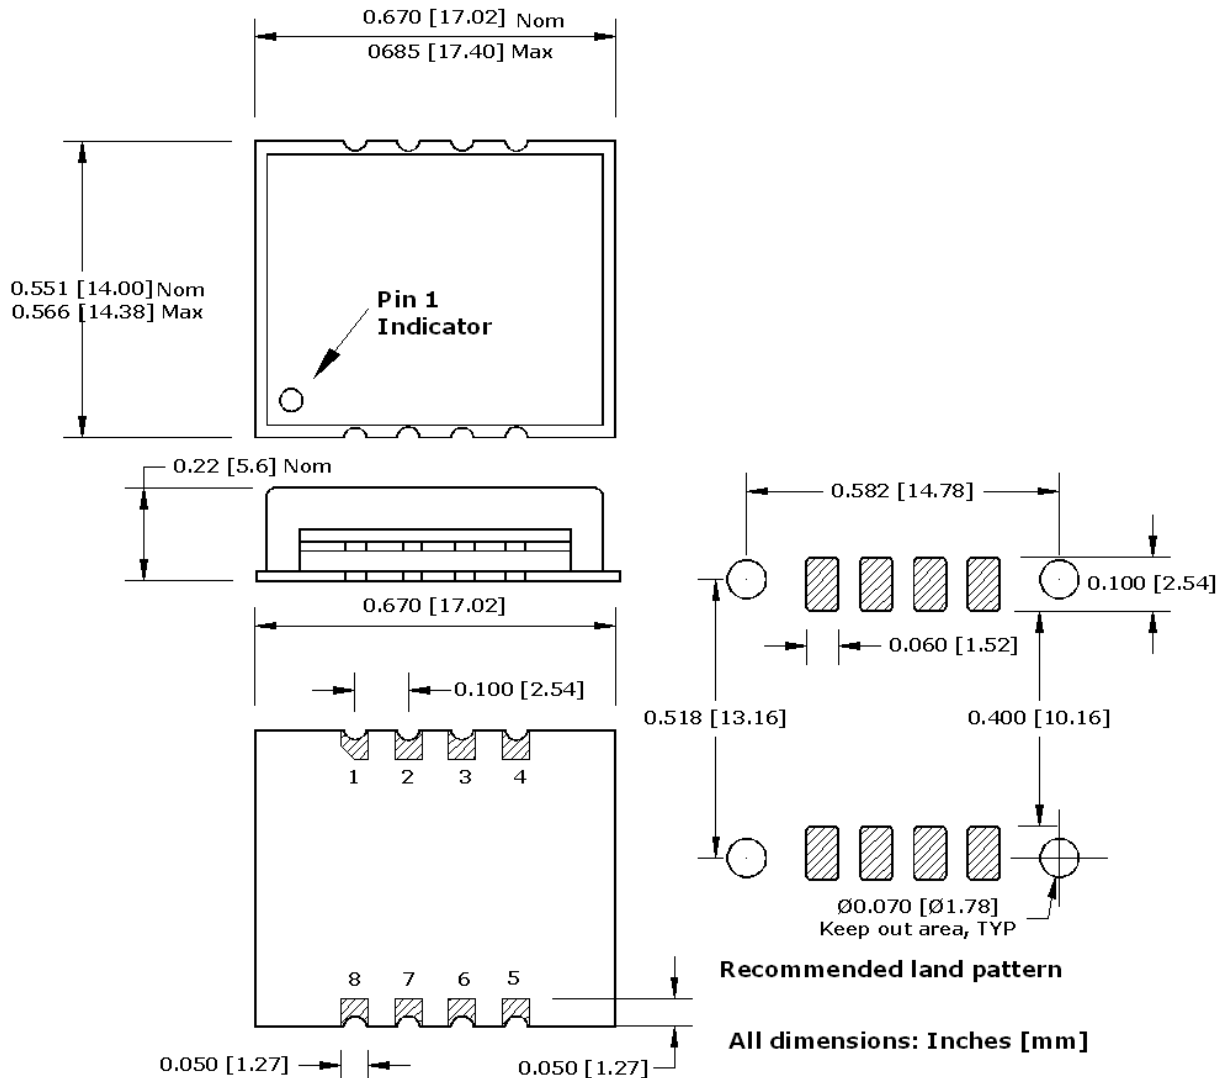 0.670 [17.02] Nom
0685 [17.40] Max
0.551 [14.00] Nom
0.566 [14.38] Max
Pin 1
Indicator
0.22 [5.6] Nom
0.582 [14.78]
0.100 [2.54]
0.670 [17.02]
0.060 [1.52]
0.100 [2.54]
0.518 [13.16]
0.400 [10.16]
1 2 3 4
Ø0.070 [Ø1.78]
Keep out area, TYP
Recommended land pattern
8 7 6 5
All dimensions: Inches [mm]
0.050 [1.27]
0.050 [1.27]